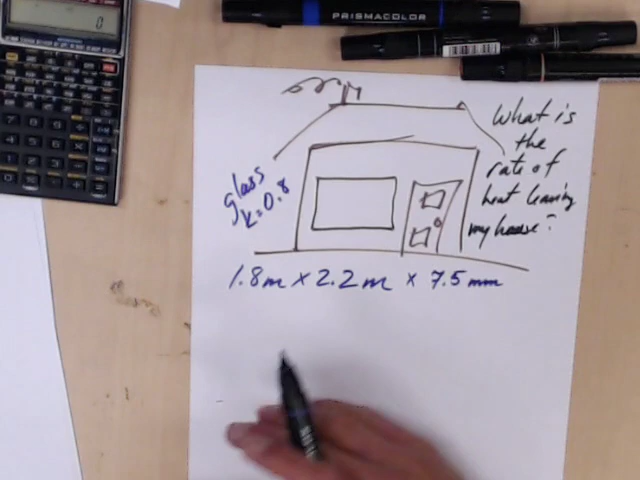 0
PRISMACOLOR
What is
the
rate of
heat leaving
my house?
glass
k=0.8
1.8m x 2.2m x 7.5mm